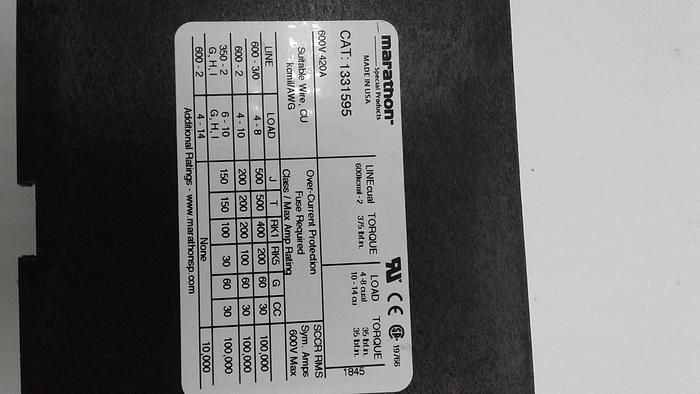 marathon™
Special Products
MADE IN USA
CAT: 1331595
600V 420A
LINE TORQUE
600kcmil - 2 375 lbf.in.
LOAD TORQUE
4 - 8 cual 35 lbf.in.
10 - 14 cu 35 lbf.in.
19766
1845
Suitable Wire, CU
kcmil/AWG
Over-Current Protection
Fuse Required
Class / Max Amp Rating
SCCR RMS
Sym. Amps
600V Max
LINE LOAD J T RK1 RK5 G CC
600 - 3/0 4 - 8 500 500 400 200 60 30 100,000
600 - 2 4 - 10 200 200 200 100 60 30 100,000
350 - 2 6 - 10 150 150 100 30 60 30 100,000
G, H, I G, H, I
600 - 2 4 - 14 None 10,000
Additional Ratings - www.marathonsp.com